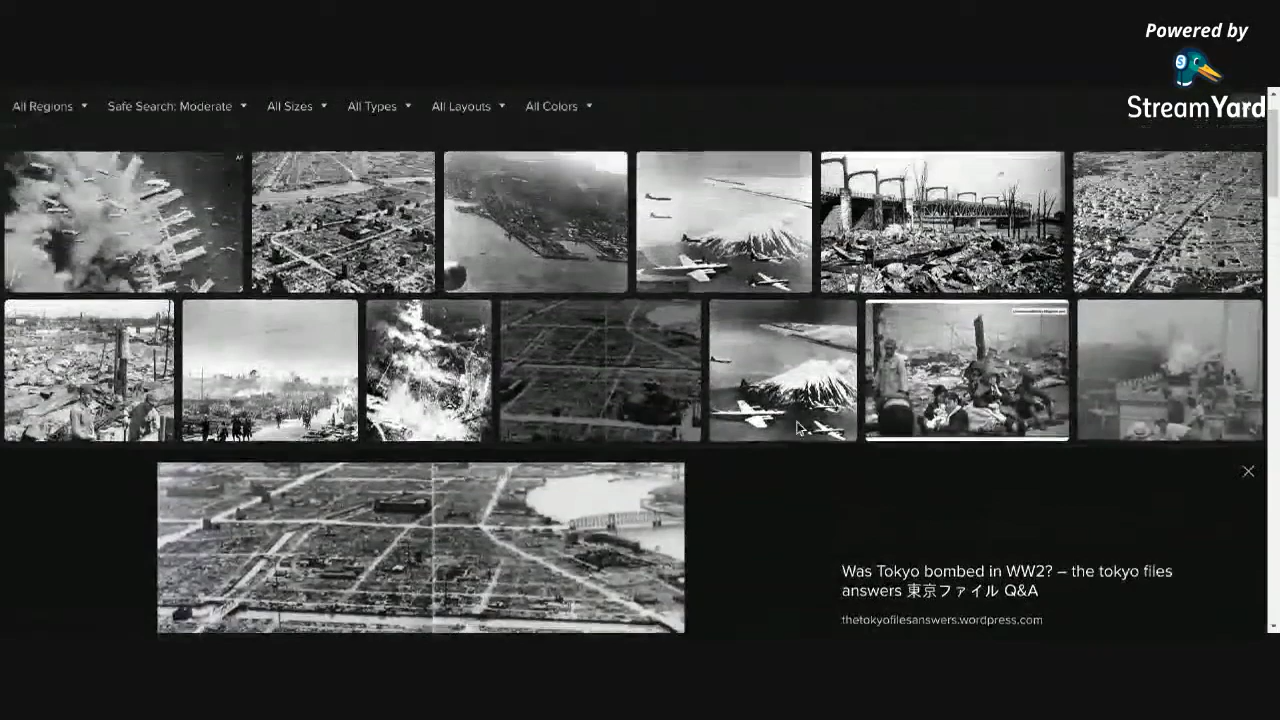 Powered by
StreamYard
All Regions
Safe Search: Moderate
All Sizes
All Types
All Layouts
All Colors
Was Tokyo bombed in WW2? – the tokyo files
answers 東京ファイル Q&A
thetokyofilesanswers.wordpress.com